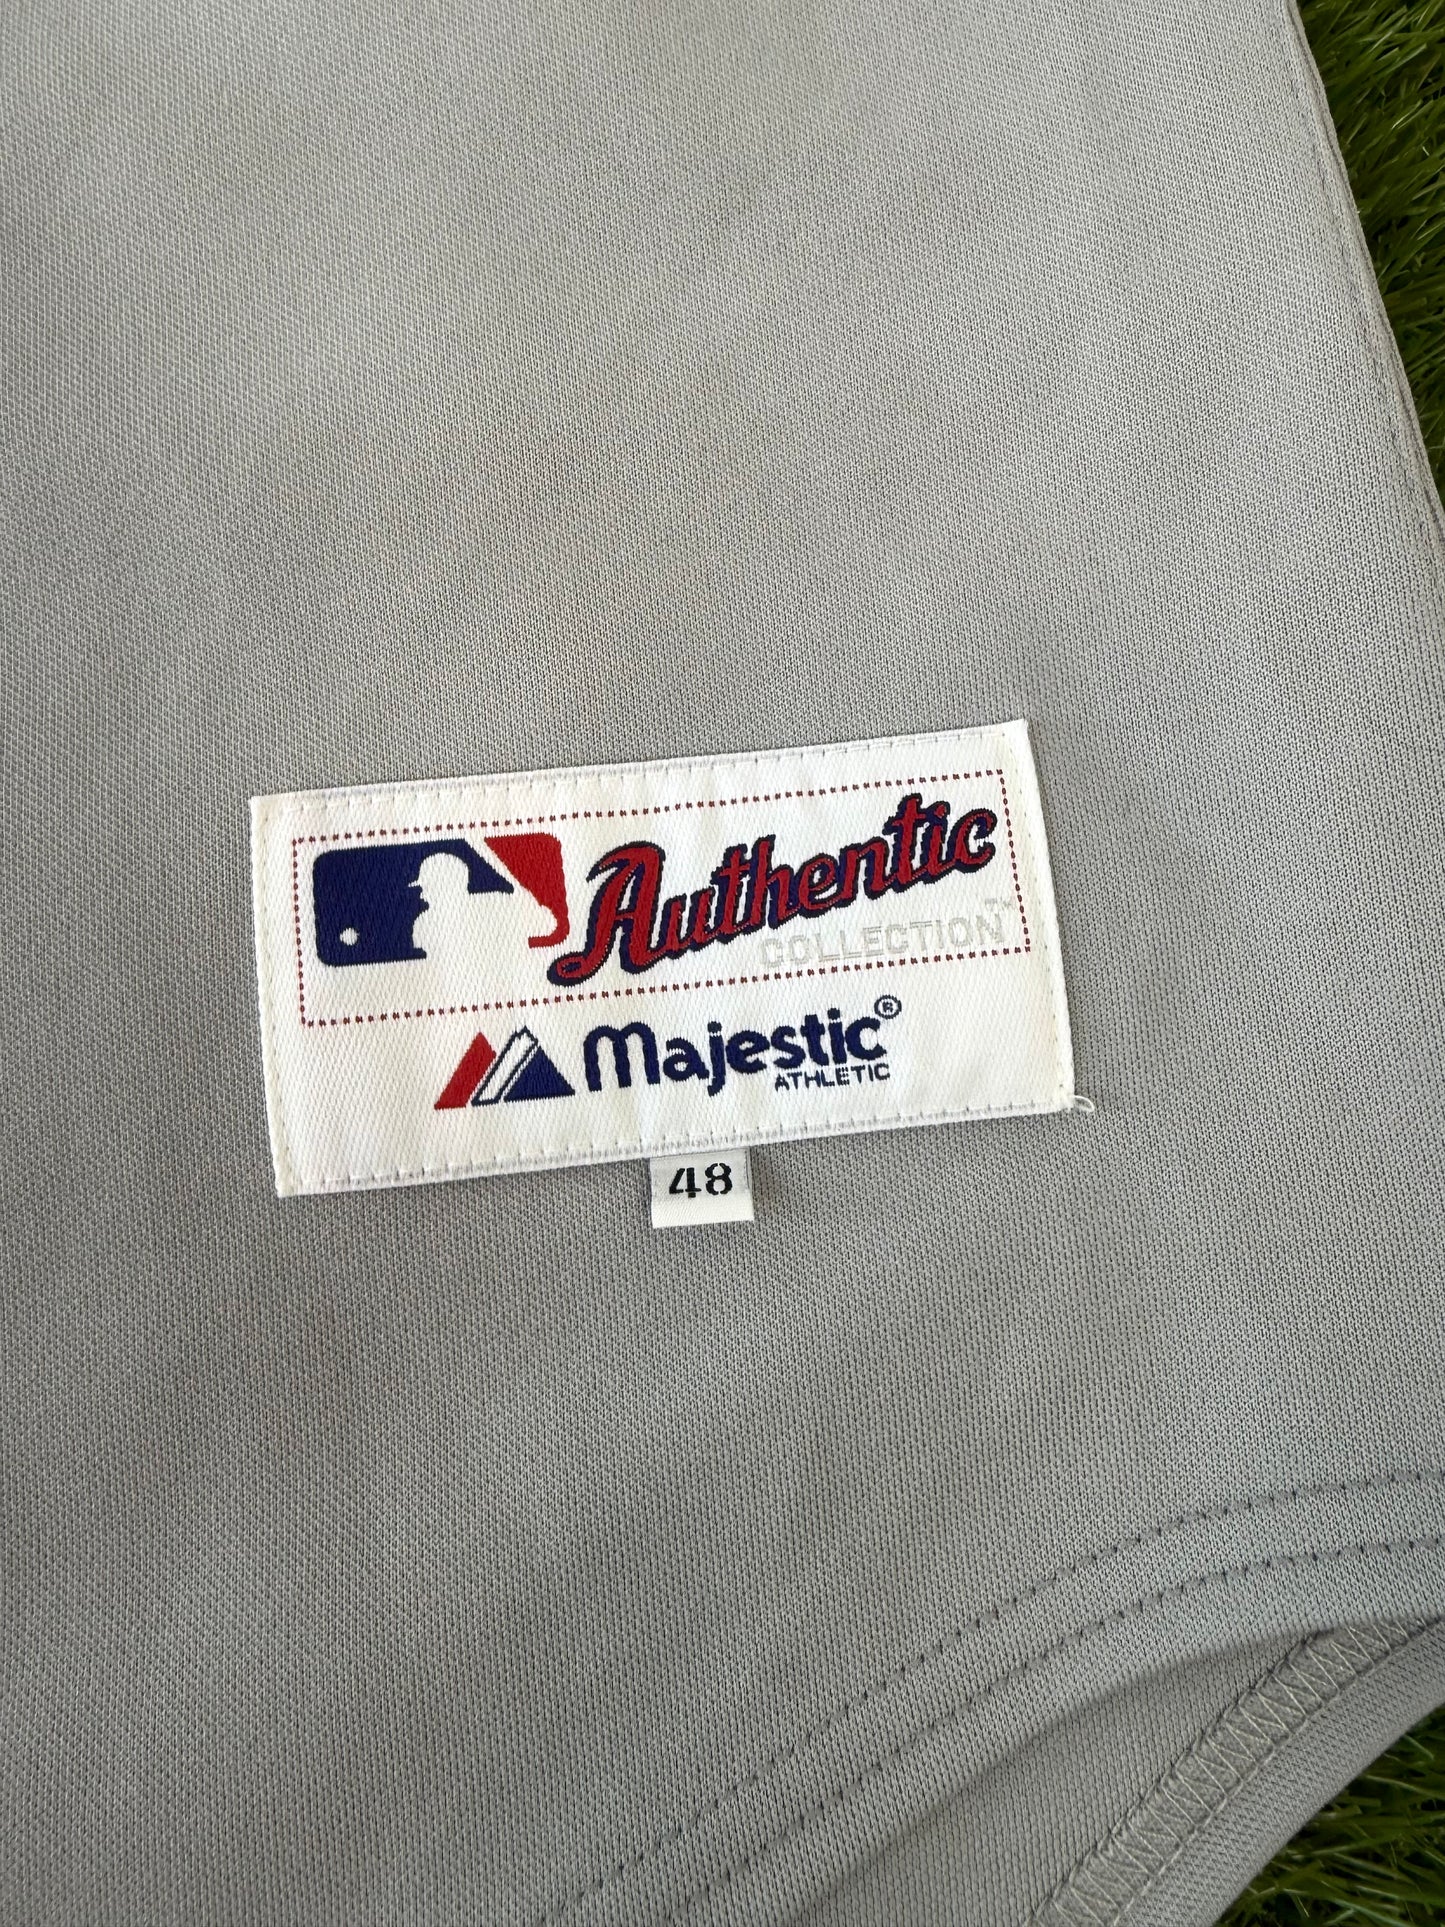 Authentic
COLLECTION™
Majestic®
ATHLETIC
48